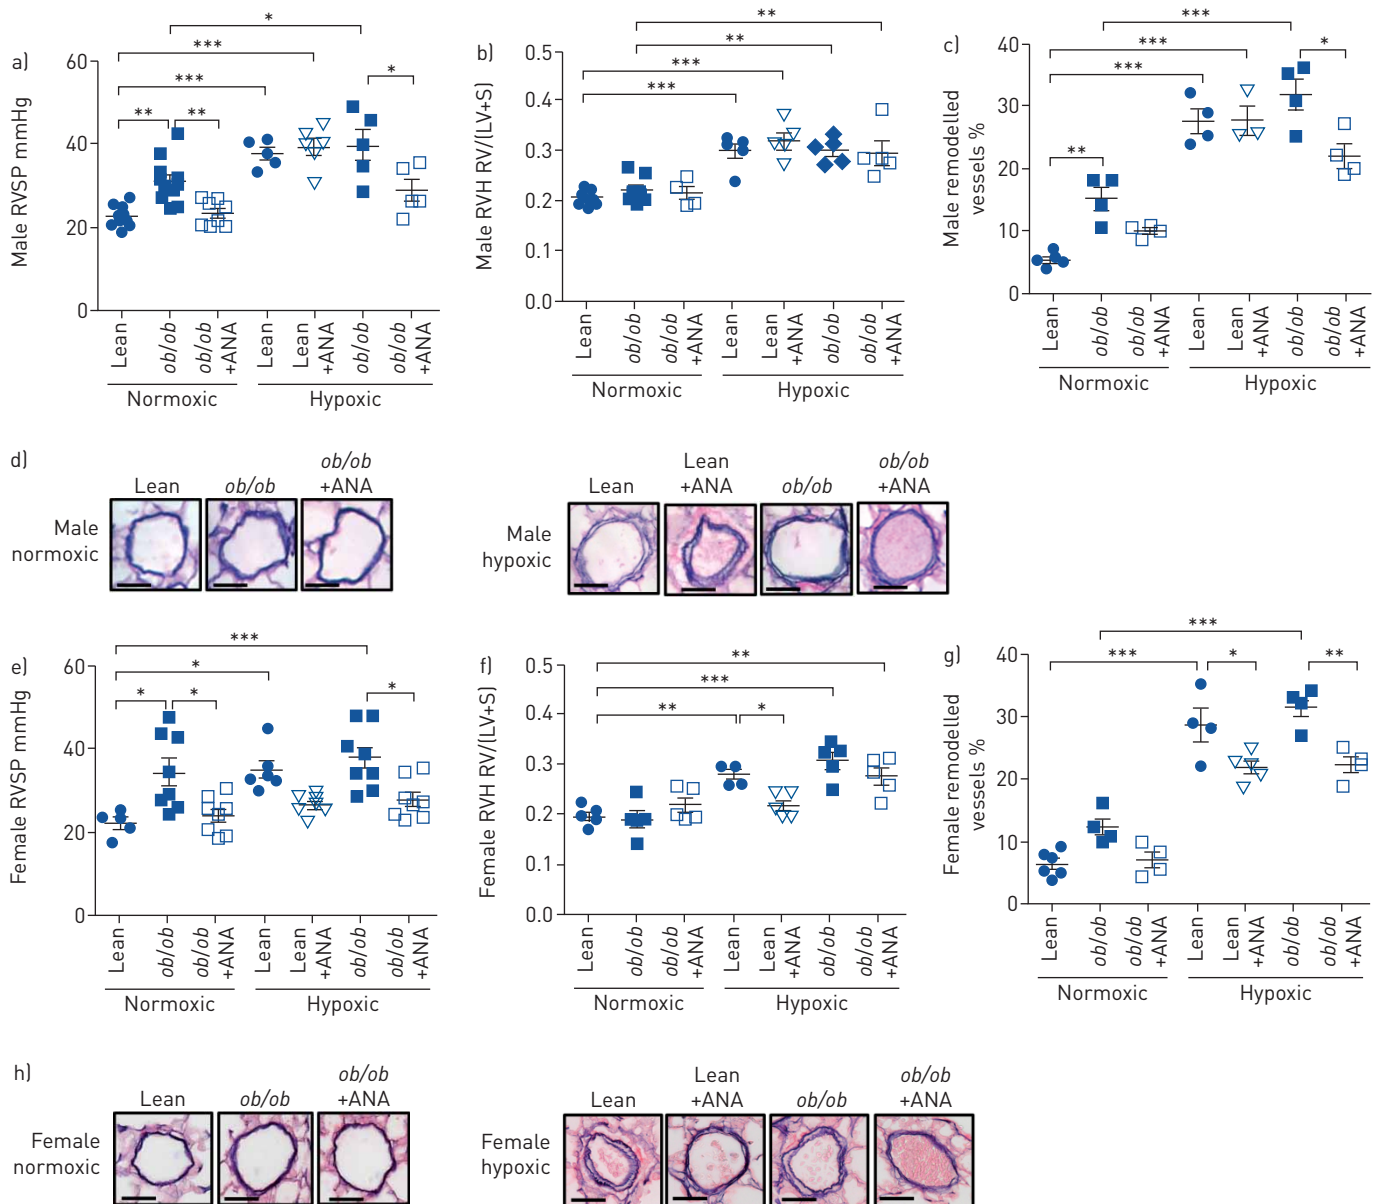 a)
Male RVSP mmHg
60
40
20
0
**
**
***
***
*
*
Lean
ob/ob
ob/ob
+ANA
Lean
Lean
+ANA
ob/ob
ob/ob
+ANA
Normoxic
Hypoxic
b)
Male RVH RV/(LV+S)
0.5
0.4
0.3
0.2
0.1
0.0
***
***
**
**
Lean
ob/ob
ob/ob
+ANA
Lean
Lean
+ANA
ob/ob
ob/ob
+ANA
Normoxic
Hypoxic
c)
Male remodelled
vessels %
40
30
20
10
0
**
***
***
***
*
Lean
ob/ob
ob/ob
+ANA
Lean
Lean
+ANA
ob/ob
ob/ob
+ANA
Normoxic
Hypoxic
d)
Male
normoxic
Lean
ob/ob
ob/ob
+ANA
Male
hypoxic
Lean
Lean
+ANA
ob/ob
ob/ob
+ANA
e)
Female RVSP mmHg
60
40
20
0
*
*
*
***
*
Lean
ob/ob
ob/ob
+ANA
Lean
Lean
+ANA
ob/ob
ob/ob
+ANA
Normoxic
Hypoxic
f)
Female RVH RV/(LV+S)
0.5
0.4
0.3
0.2
0.1
0.0
**
*
***
**
Lean
ob/ob
ob/ob
+ANA
Lean
Lean
+ANA
ob/ob
ob/ob
+ANA
Normoxic
Hypoxic
g)
Female remodelled
vessels %
40
30
20
10
0
***
*
***
**
Lean
ob/ob
ob/ob
+ANA
Lean
Lean
+ANA
ob/ob
ob/ob
+ANA
Normoxic
Hypoxic
h)
Female
normoxic
Lean
ob/ob
ob/ob
+ANA
Female
hypoxic
Lean
Lean
+ANA
ob/ob
ob/ob
+ANA